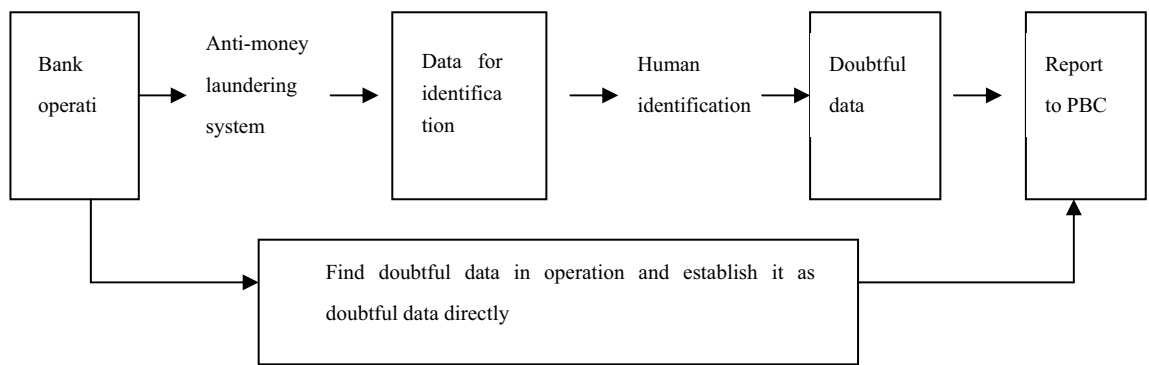 Bank
operati
Anti-money
laundering
system
Data for
identifica
tion
Human
identification
Doubtful
data
Report
to PBC
Find doubtful data in operation and establish it as
doubtful data directly